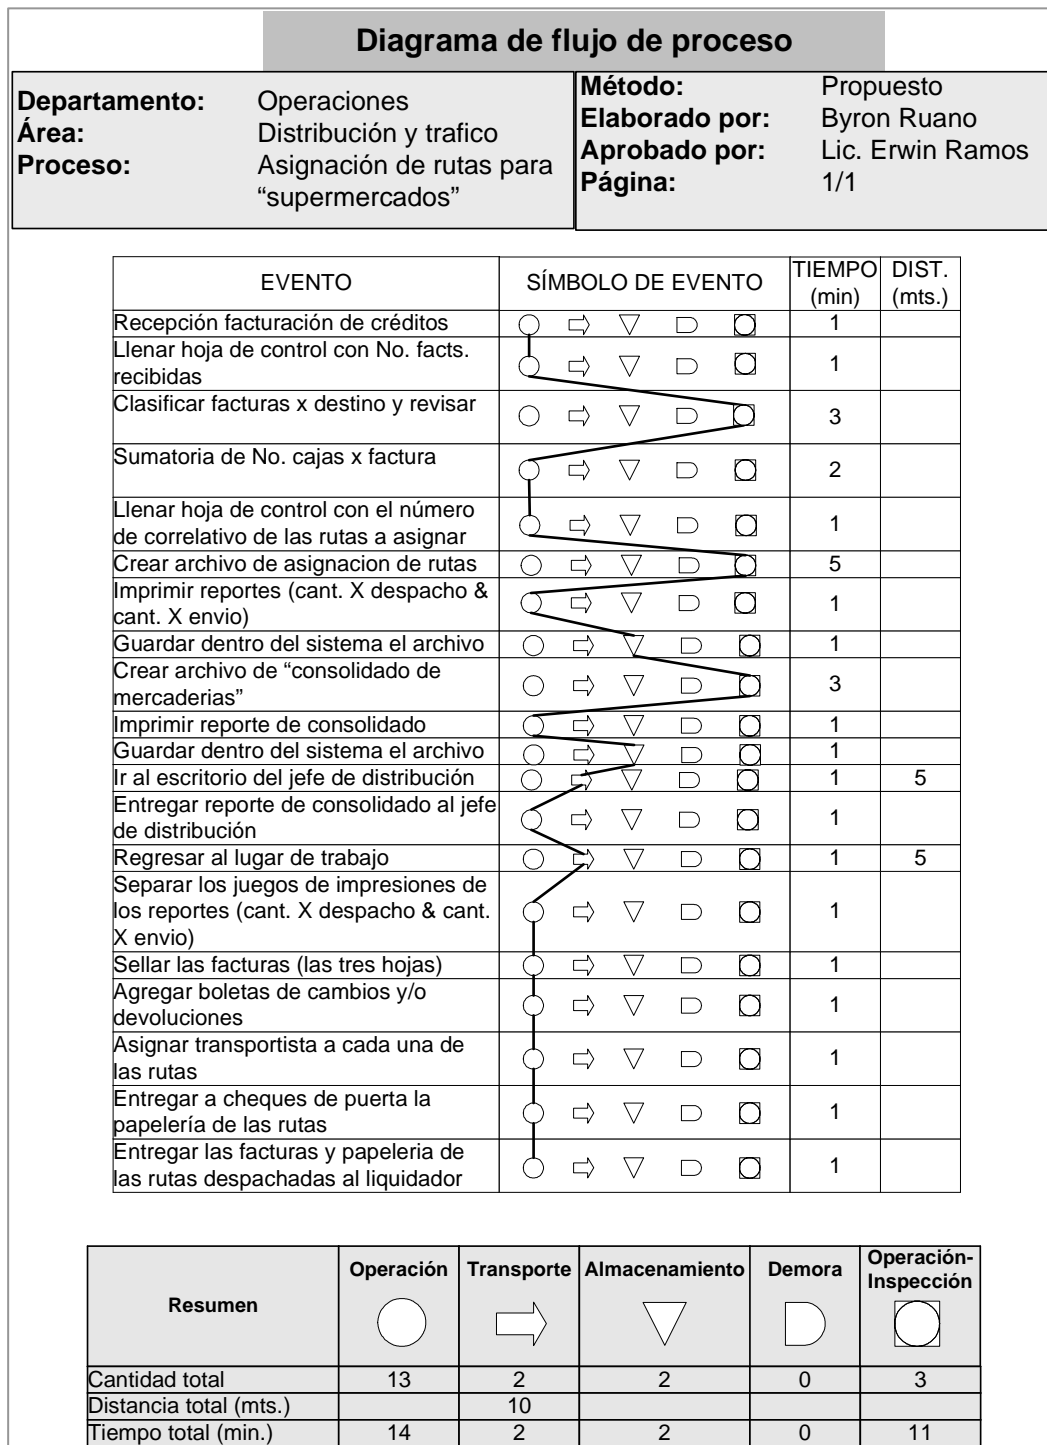 Diagrama de flujo de proceso
Departamento: Operaciones
Área: Distribución y trafico
Proceso: Asignación de rutas para
“supermercados”
Método: Propuesto
Elaborado por: Byron Ruano
Aprobado por: Lic. Erwin Ramos
Página: 1/1
EVENTO SÍMBOLO DE EVENTO TIEMPO (min) DIST. (mts.)
Recepción facturación de créditos 1
Llenar hoja de control con No. facts.
recibidas 1
Clasificar facturas x destino y revisar 3
Sumatoria de No. cajas x factura 2
Llenar hoja de control con el número
de correlativo de las rutas a asignar 1
Crear archivo de asignacion de rutas 5
Imprimir reportes (cant. X despacho &
cant. X envio) 1
Guardar dentro del sistema el archivo 1
Crear archivo de “consolidado de
mercaderias” 3
Imprimir reporte de consolidado 1
Guardar dentro del sistema el archivo 1
Ir al escritorio del jefe de distribución 1 5
Entregar reporte de consolidado al jefe
de distribución 1
Regresar al lugar de trabajo 1 5
Separar los juegos de impresiones de
los reportes (cant. X despacho & cant.
X envio) 1
Sellar las facturas (las tres hojas) 1
Agregar boletas de cambios y/o
devoluciones 1
Asignar transportista a cada una de
las rutas 1
Entregar a cheques de puerta la
papelería de las rutas 1
Entregar las facturas y papeleria de
las rutas despachadas al liquidador 1
Resumen Operación Transporte Almacenamiento Demora Operación-
Inspección
Cantidad total 13 2 2 0 3
Distancia total (mts.) 10
Tiempo total (min.) 14 2 2 0 11